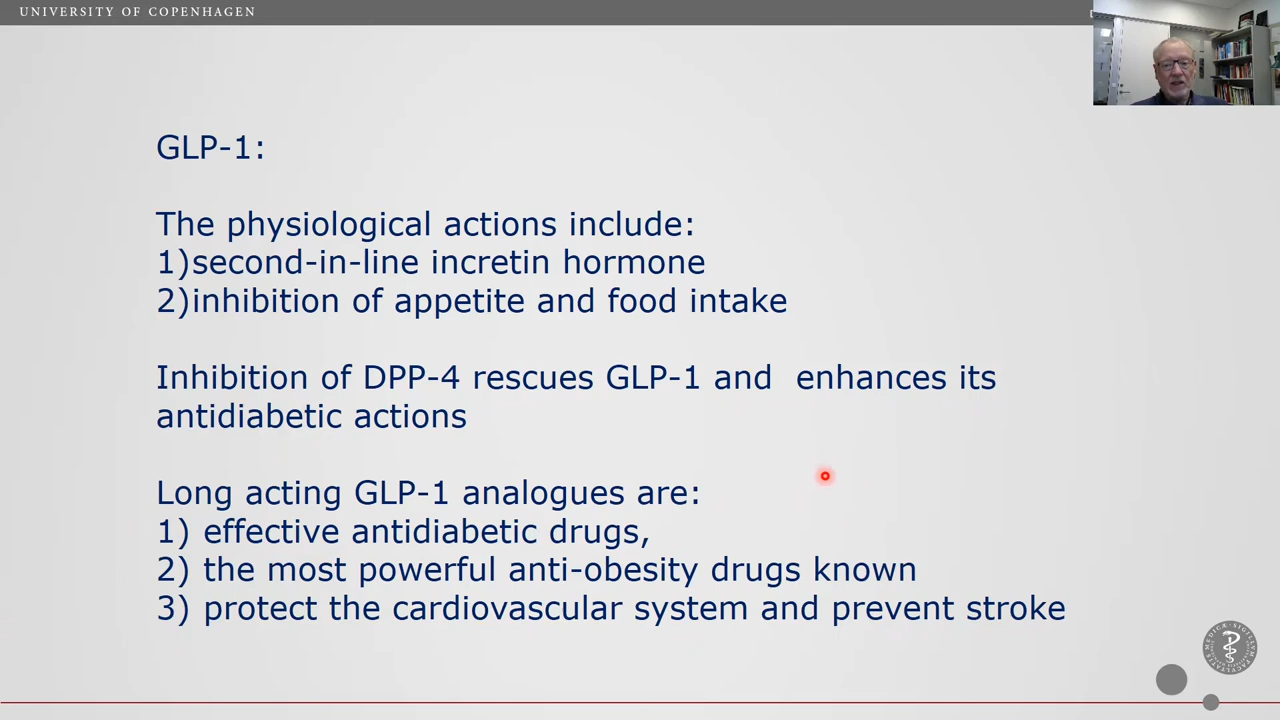 UNIVERSITY OF COPENHAGEN
GLP-1:
The physiological actions include:
1)second-in-line incretin hormone
2)inhibition of appetite and food intake
Inhibition of DPP-4 rescues GLP-1 and  enhances its
antidiabetic actions
Long acting GLP-1 analogues are:
1) effective antidiabetic drugs,
2) the most powerful anti-obesity drugs known
3) protect the cardiovascular system and prevent stroke